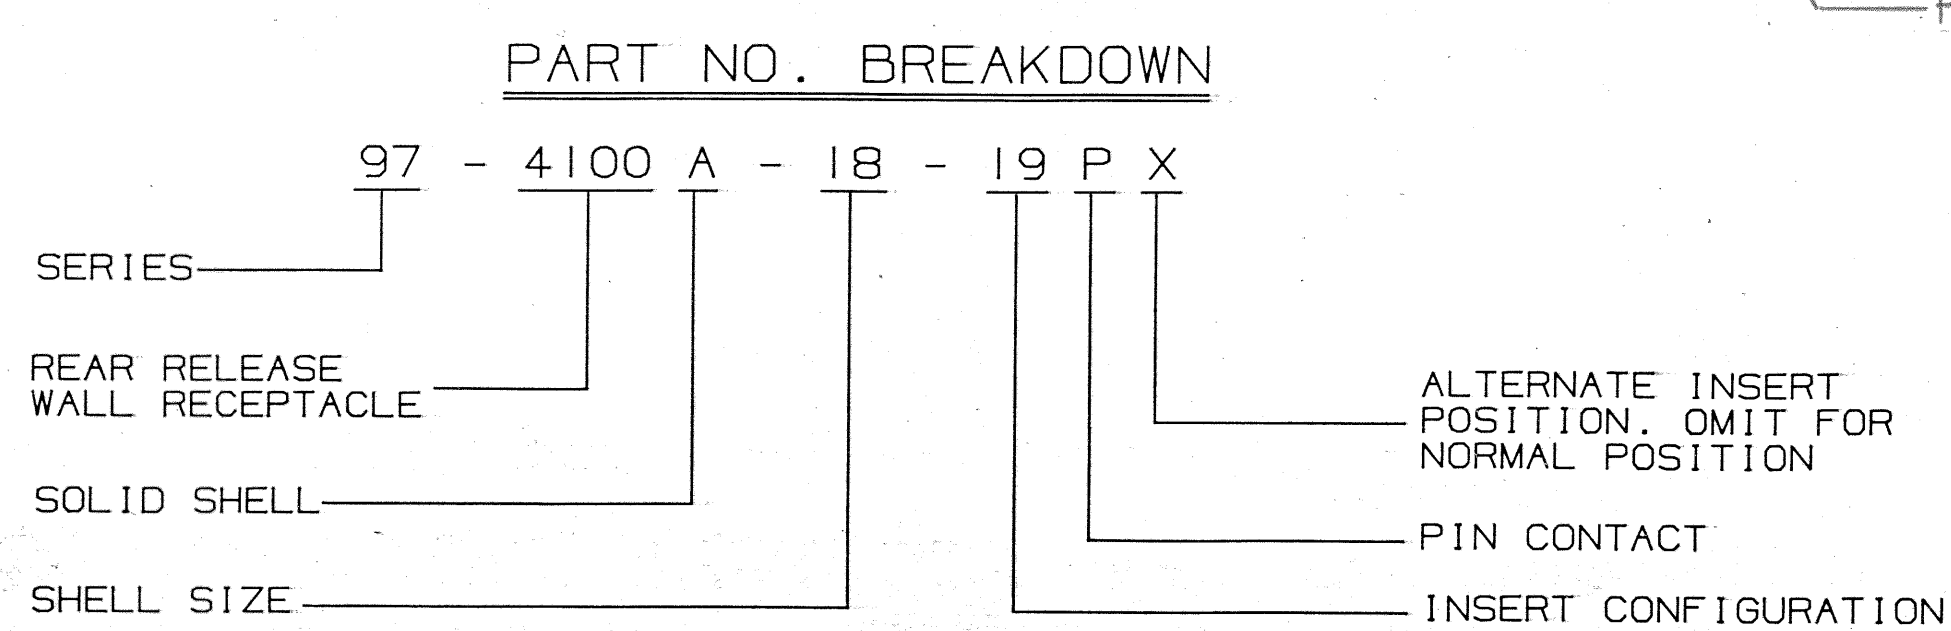 PART NO. BREAKDOWN
97 - 4100 A - 18 - 19 P X
SERIES
REAR RELEASE
WALL RECEPTACLE
SOLID SHELL
SHELL SIZE
ALTERNATE INSERT
POSITION. OMIT FOR
NORMAL POSITION
PIN CONTACT
INSERT CONFIGURATION